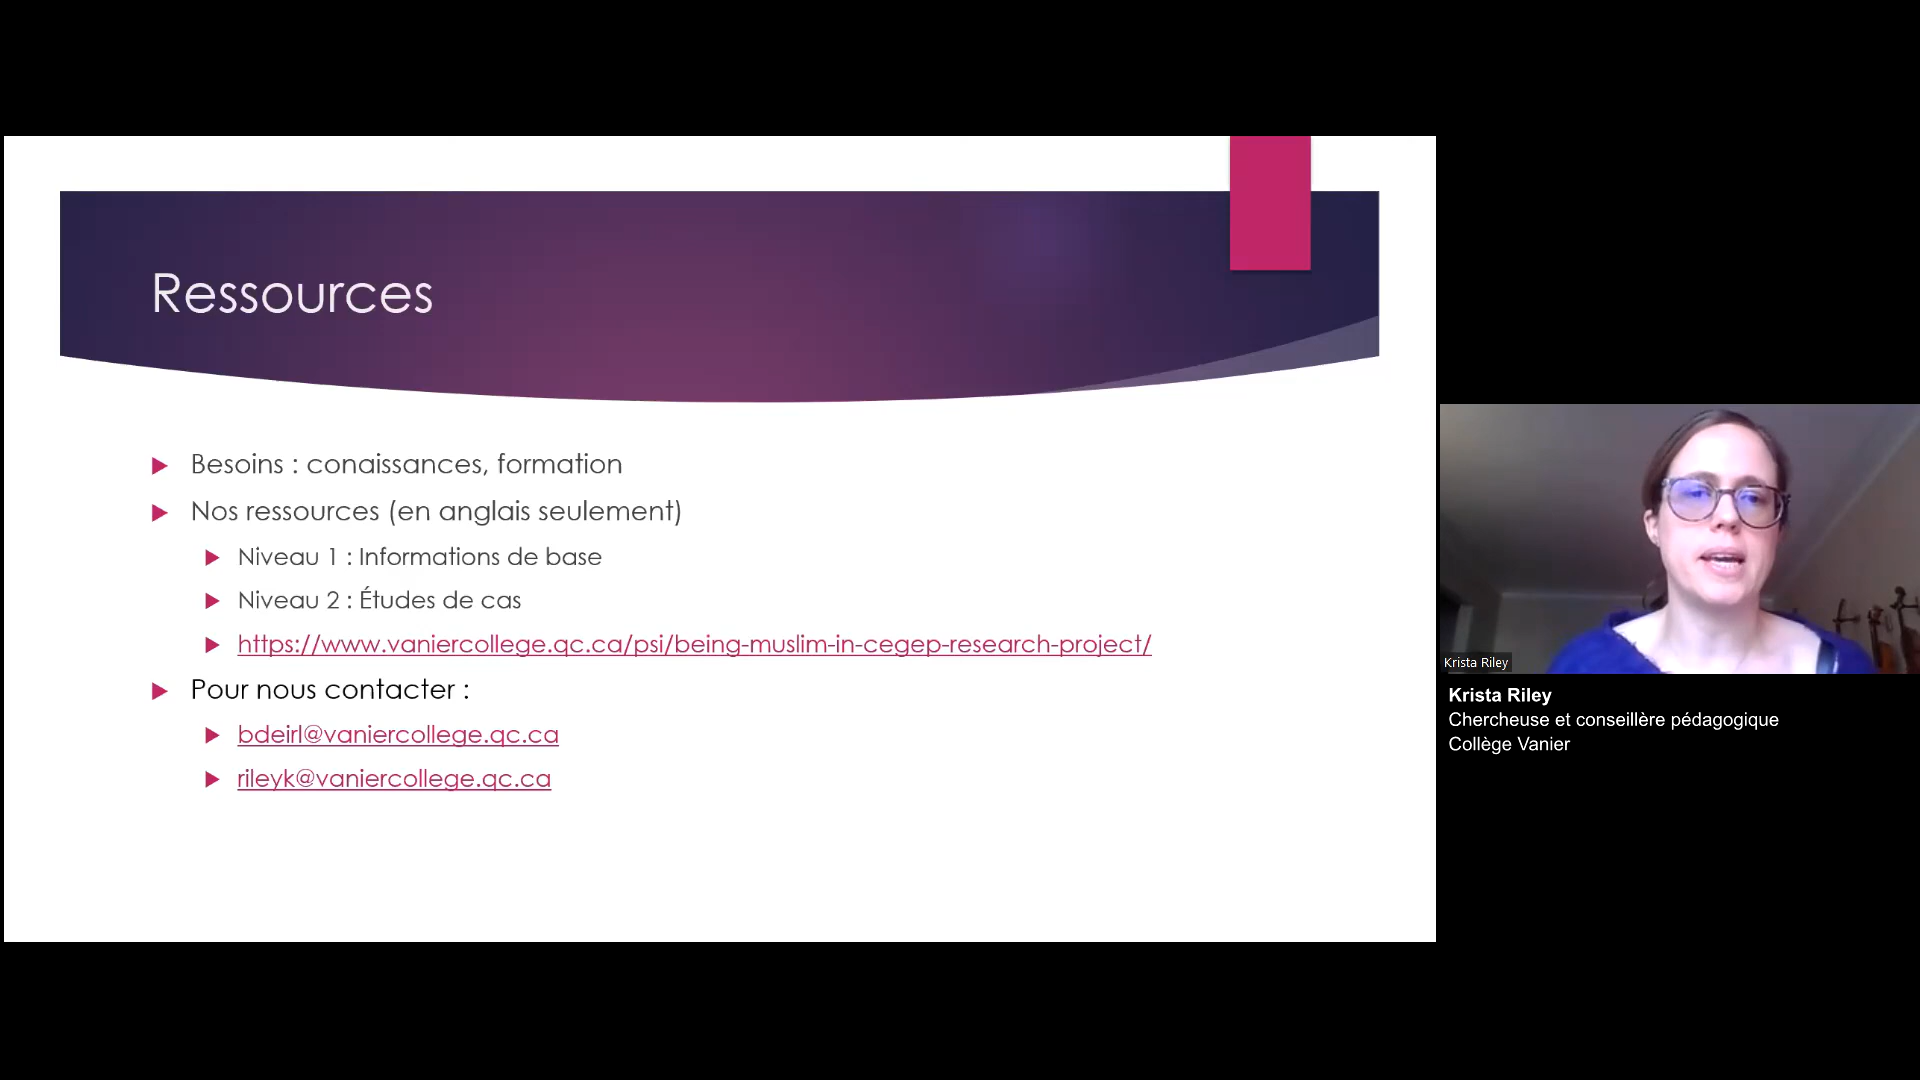 Ressources
Besoins : conaissances, formation
Nos ressources (en anglais seulement)
Niveau 1 : Informations de base
Niveau 2 : Études de cas
https://www.vaniercollege.qc.ca/psi/being-muslim-in-cegep-research-project/
Pour nous contacter :
bdeirl@vaniercollege.qc.ca
rileyk@vaniercollege.qc.ca
Krista Riley
Krista Riley
Chercheuse et conseillère pédagogique
Collège Vanier